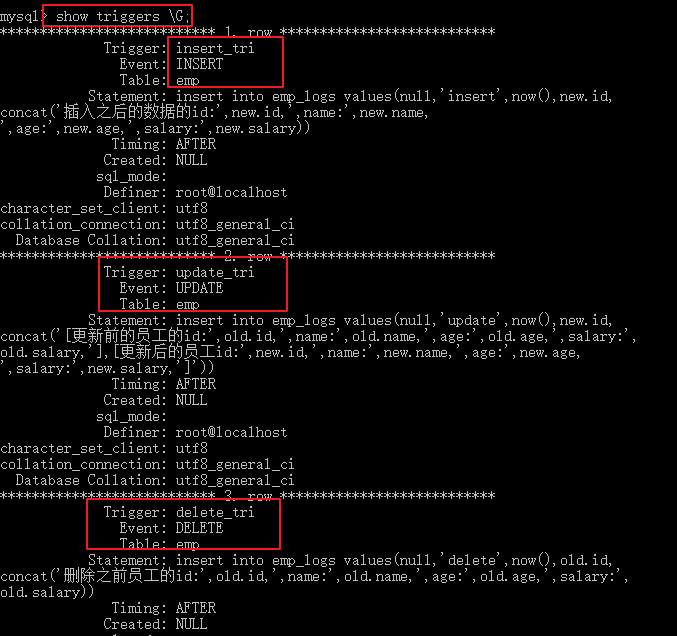 mysql> show triggers \G;
*************************** 1. row ***************************
Trigger: insert_tri
Event: INSERT
Table: emp
Statement: insert into emp_logs values(null,'insert',now(),new.id,
concat('插入之后的数据的id:',new.id,',name:',new.name,
',age:',new.age,',salary:',new.salary))
Timing: AFTER
Created: NULL
sql_mode:
Definer: root@localhost
character_set_client: utf8
collation_connection: utf8_general_ci
Database Collation: utf8_general_ci
*************************** 2. row ***************************
Trigger: update_tri
Event: UPDATE
Table: emp
Statement: insert into emp_logs values(null,'update',now(),new.id,
concat('[更新前的员工的id:',old.id,',name:',old.name,',age:',old.age,',salary:',
old.salary,'],[更新后的员工id:',new.id,',name:',new.name,',age:',new.age,
',salary:',new.salary,']'))
Timing: AFTER
Created: NULL
sql_mode:
Definer: root@localhost
character_set_client: utf8
collation_connection: utf8_general_ci
Database Collation: utf8_general_ci
*************************** 3. row ***************************
Trigger: delete_tri
Event: DELETE
Table: emp
Statement: insert into emp_logs values(null,'delete',now(),old.id,
concat('删除之前员工的id:',old.id,',name:',old.name,',age:',old.age,',salary:',
old.salary))
Timing: AFTER
Created: NULL